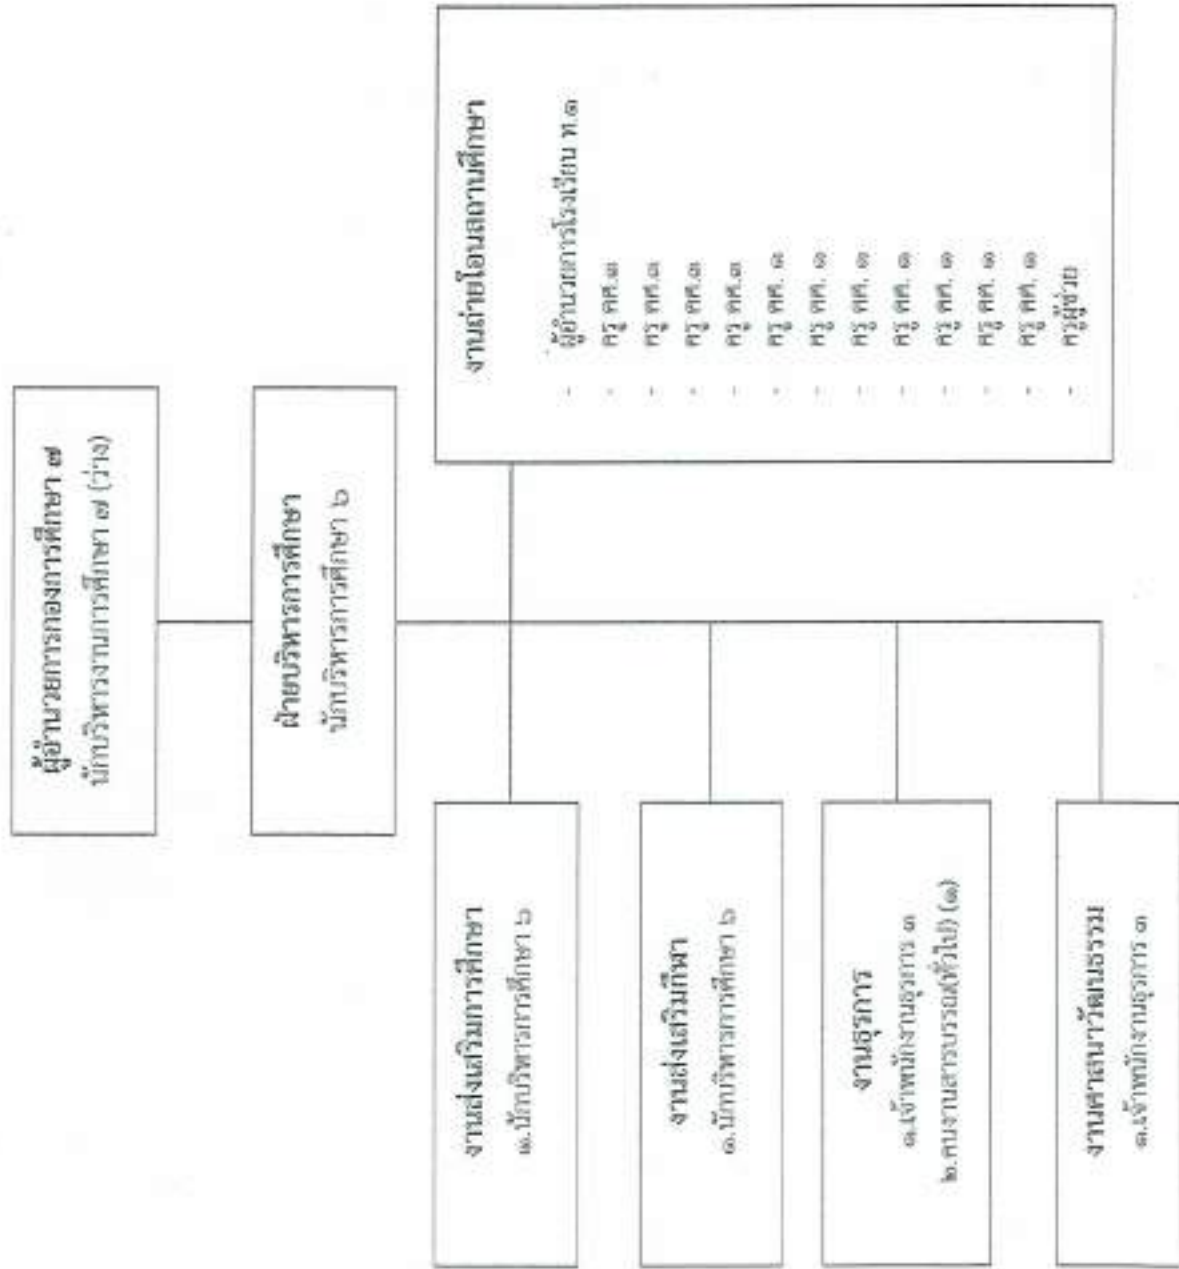 ผู้อำนวยการกองการศึกษา ๗
นักบริหารงานการศึกษา ๗ (ว่าง)
ฝ่ายบริหารการศึกษา
นักบริหารการศึกษา ๖
งานส่งเสริมการศึกษา
๑.นักบริหารการศึกษา ๖
งานส่งเสริมกีฬา
๑.นักบริหารการศึกษา ๖
งานธุรการ
๑.เจ้าพนักงานธุรการ ๑
๒.คนงานสารบรรณ(ทั่วไป) (๑)
งานศาสนาวัฒนธรรม
๑.เจ้าพนักงานธุรการ ๑
งานถ่ายโอนสถานศึกษา
- ผู้อำนวยการโรงเรียน ท.๑
- ครู คศ.๑
- ครู คศ.๑
- ครู คศ.๑
- ครู คศ.๑
- ครู คศ. ๑
- ครู คศ. ๑
- ครู คศ. ๑
- ครู คศ. ๑
- ครู คศ. ๑
- ครู คศ. ๑
- ครู คศ. ๑
- ครูผู้ช่วย